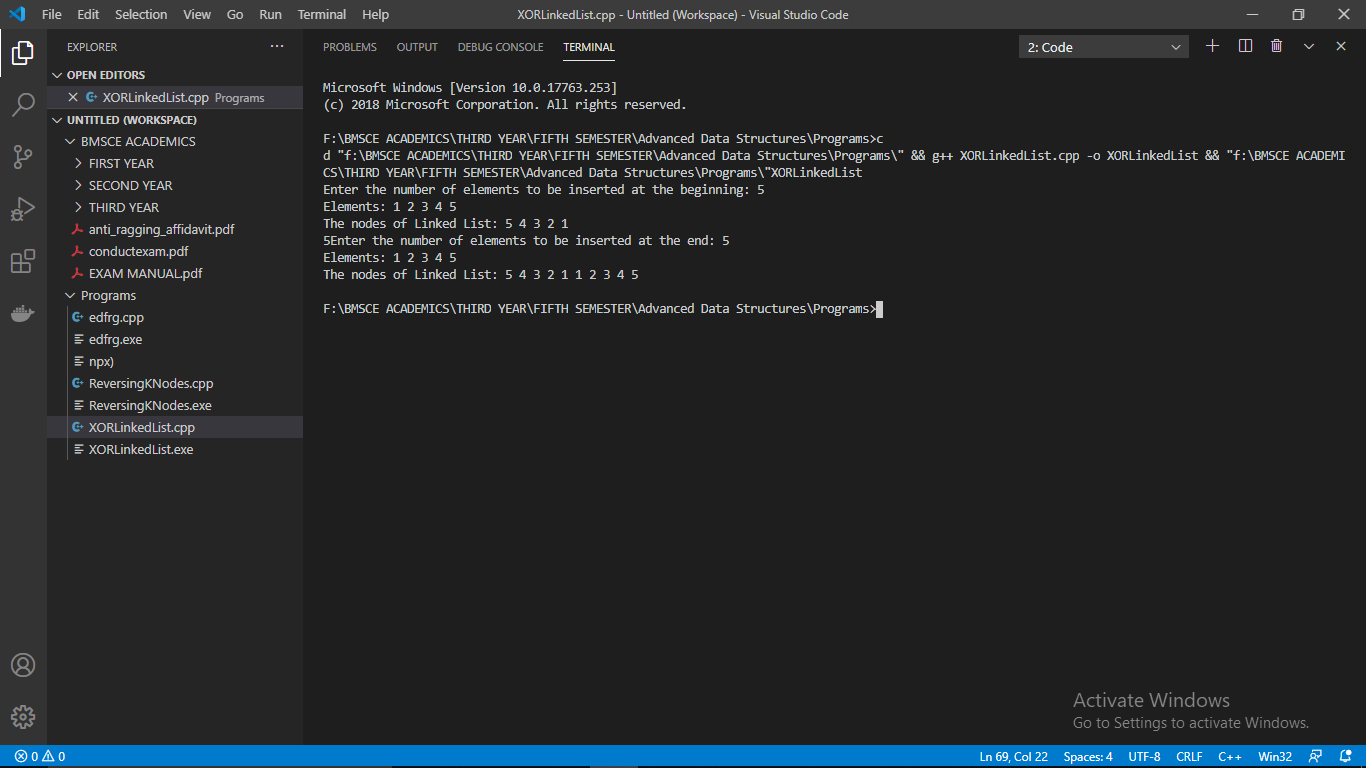 File Edit Selection View Go Run Terminal Help
XORLinkedList.cpp - Untitled (Workspace) - Visual Studio Code
EXPLORER
OPEN EDITORS
XORLinkedList.cpp Programs
UNTITLED (WORKSPACE)
BMSCE ACADEMICS
FIRST YEAR
SECOND YEAR
THIRD YEAR
anti_ragging_affidavit.pdf
conductexam.pdf
EXAM MANUAL.pdf
Programs
edfrg.cpp
edfrg.exe
npx)
ReversingKNodes.cpp
ReversingKNodes.exe
XORLinkedList.cpp
XORLinkedList.exe
PROBLEMS OUTPUT DEBUG CONSOLE TERMINAL
2: Code
Microsoft Windows [Version 10.0.17763.253]
(c) 2018 Microsoft Corporation. All rights reserved.
F:\BMSCE ACADEMICS\THIRD YEAR\FIFTH SEMESTER\Advanced Data Structures\Programs>c
d "f:\BMSCE ACADEMICS\THIRD YEAR\FIFTH SEMESTER\Advanced Data Structures\Programs\" && g++ XORLinkedList.cpp -o XORLinkedList && "f:\BMSCE ACADEMI
CS\THIRD YEAR\FIFTH SEMESTER\Advanced Data Structures\Programs\"XORLinkedList
Enter the number of elements to be inserted at the beginning: 5
Elements: 1 2 3 4 5
The nodes of Linked List: 5 4 3 2 1
5Enter the number of elements to be inserted at the end: 5
Elements: 1 2 3 4 5
The nodes of Linked List: 5 4 3 2 1 1 2 3 4 5
F:\BMSCE ACADEMICS\THIRD YEAR\FIFTH SEMESTER\Advanced Data Structures\Programs>
Activate Windows
Go to Settings to activate Windows.
0 0
Ln 69, Col 22 Spaces: 4 UTF-8 CRLF C++ Win32